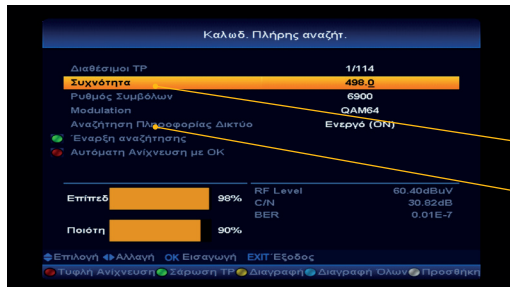 Καλωδ. Πλήρης αναζήτ.
Διαθέσιμοι TP 1/114
Συχνότητα 498.0
Ρυθμός Συμβόλων 6900
Modulation QAM64
Αναζήτηση Πληροφορίας Δικτύο Ενεργό (ON)
Έναρξη αναζήτησης
Αυτόματη Ανίχνευση με OK
Επίπεδ 98% RF Level 60.40dBuV
C/N 30.82dB
BER 0.01E-7
Ποιότη 90%
Επιλογή Αλλαγή OK Εισαγωγή EXIT Έξοδος
Τυφλή Ανίχνευση Σάρωση TP Διαγραφή Διαγραφή Όλων Προσθήκη